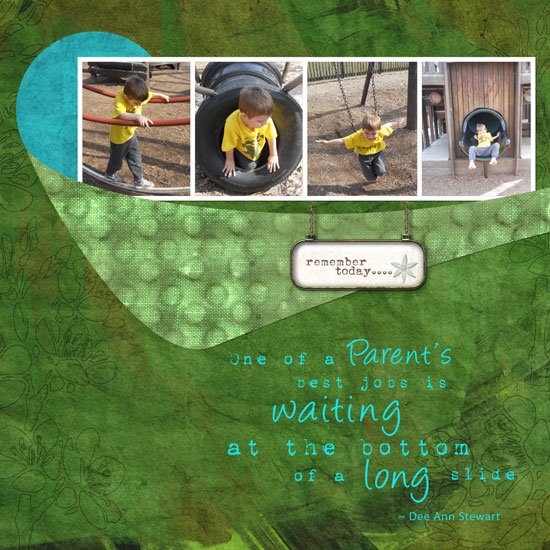 remember
today....
One of a Parent's
best jobs is
waiting
at the bottom
of a long slide
~ Dee Ann Stewart